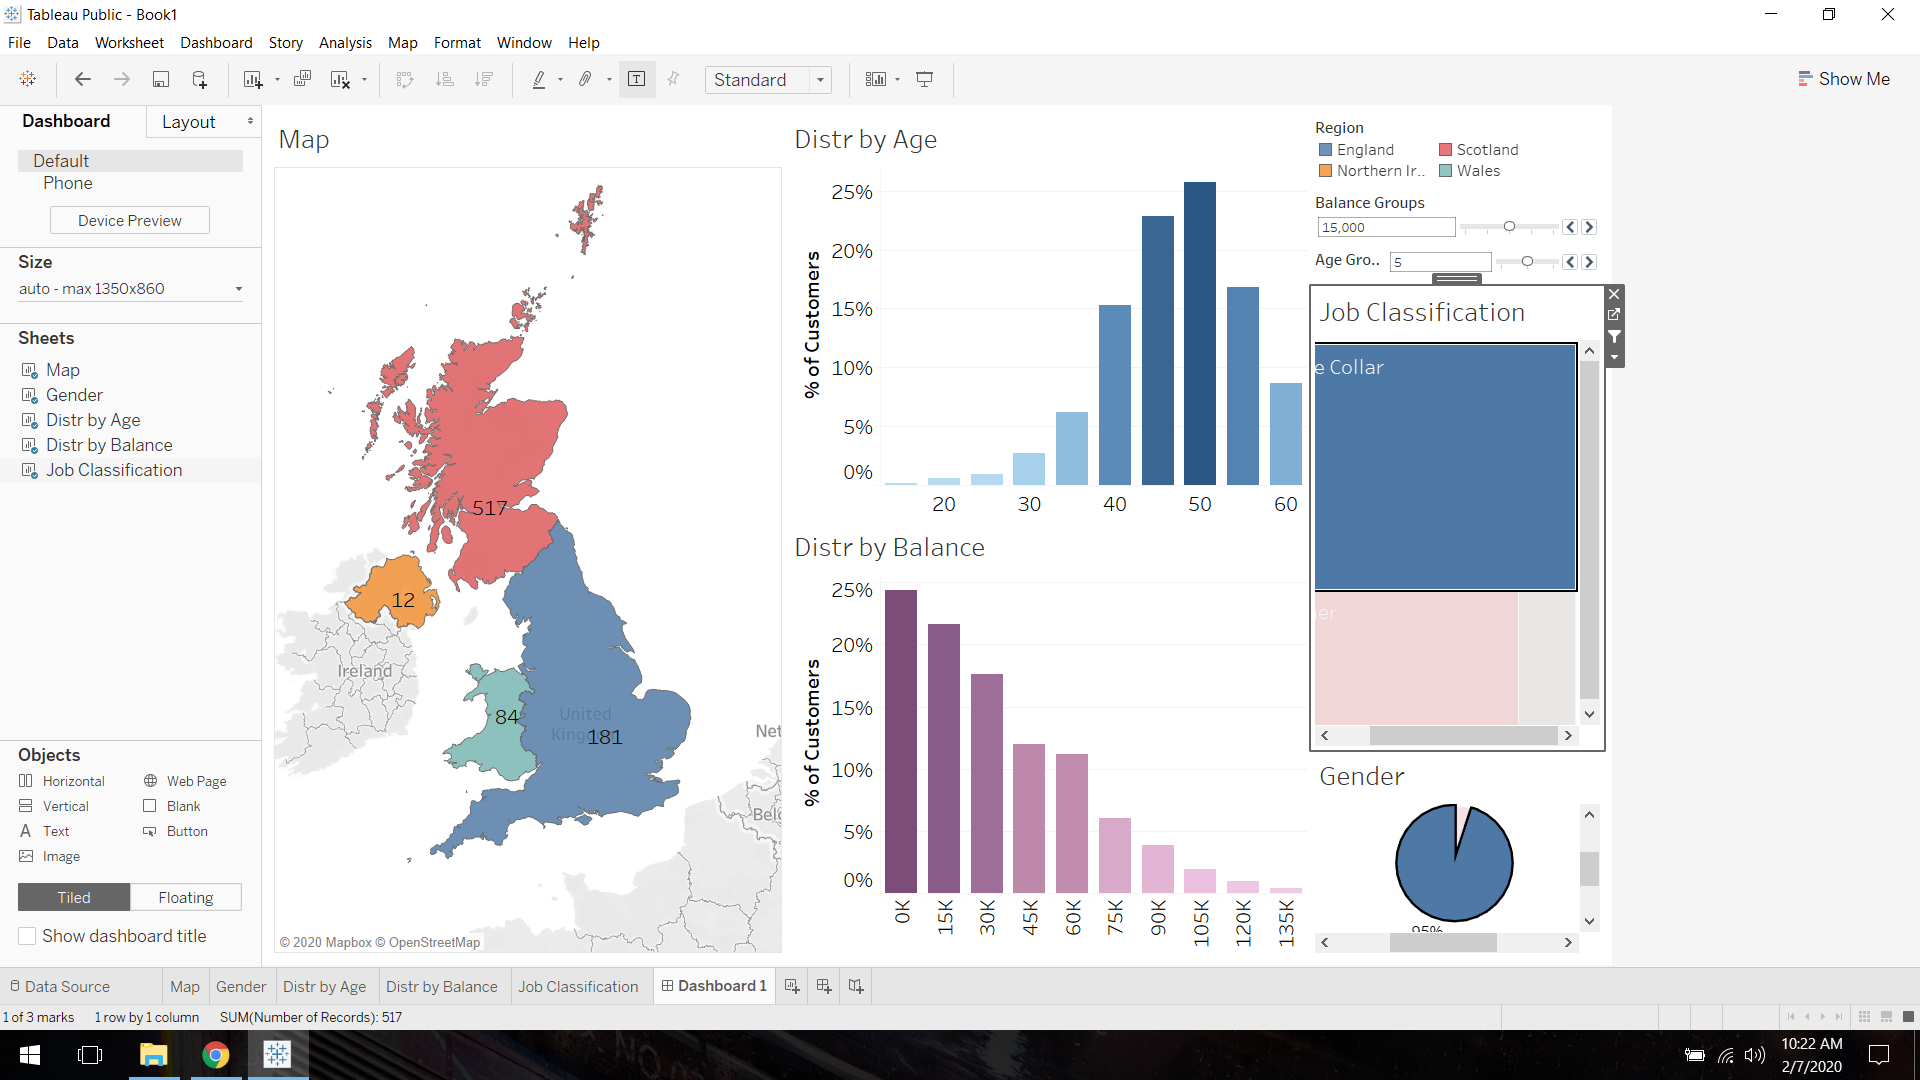 Tableau Public - Book1
File Data Worksheet Dashboard Story Analysis Map Format Window Help
Standard
Show Me
Dashboard Layout
Default
Phone
Device Preview
Size
auto - max 1350x860
Sheets
Map
Gender
Distr by Age
Distr by Balance
Job Classification
Objects
Horizontal Web Page
Vertical Blank
A Text Button
Image
Tiled Floating
Show dashboard title
Map
517
12
Ireland
84
United
181
Net
Belg
© 2020 Mapbox © OpenStreetMap
Distr by Age
% of Customers
25%
20%
15%
10%
5%
0%
20 30 40 50 60
Distr by Balance
% of Customers
25%
20%
15%
10%
5%
0%
0K 15K 30K 45K 60K 75K 90K 105K 120K 135K
Region
England Scotland
Northern Ir.. Wales
Balance Groups
15,000
Age Gro.. 5
Job Classification
e Collar
er
Gender
95%
Data Source Map Gender Distr by Age Distr by Balance Job Classification Dashboard 1
1 of 3 marks 1 row by 1 column SUM(Number of Records): 517
10:22 AM
2/7/2020